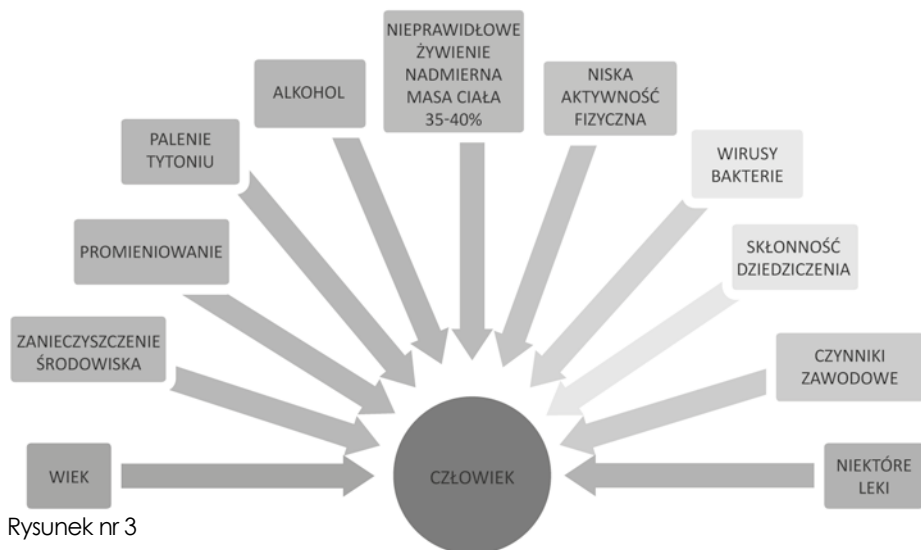 NIEPRAWIDŁOWE
ŻYWIENIE
NADMIERNA
MASA CIAŁA
35-40%
ALKOHOL
NISKA
AKTYWNOŚĆ
FIZYCZNA
PALENIE
TYTONIU
WIRUSY
BAKTERIE
PROMIENIOWANIE
SKŁONNOŚĆ
DZIEDZICZENIA
ZANIECZYSZCZENIE
ŚRODOWISKA
CZYNNIKI
ZAWODOWE
WIEK
CZŁOWIEK
NIEKTÓRE
LEKI
Rysunek nr 3